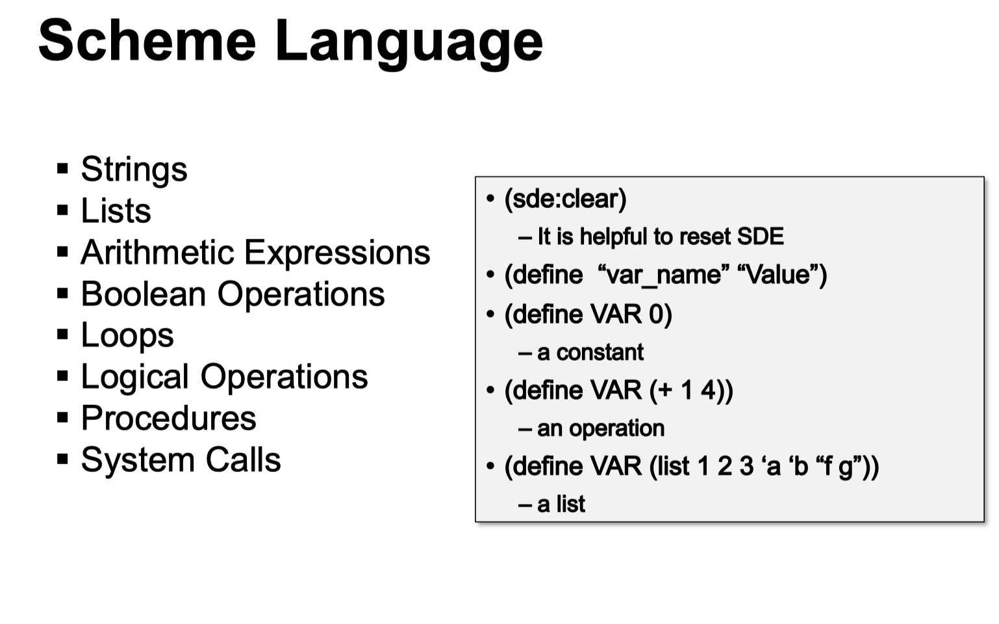 Scheme Language
▪ Strings
▪ Lists
▪ Arithmetic Expressions
▪ Boolean Operations
▪ Loops
▪ Logical Operations
▪ Procedures
▪ System Calls
• (sde:clear)
– It is helpful to reset SDE
• (define  “var_name” “Value”)
• (define VAR 0)
– a constant
• (define VAR (+ 1 4))
– an operation
• (define VAR (list 1 2 3 ‘a ‘b “f g”))
– a list